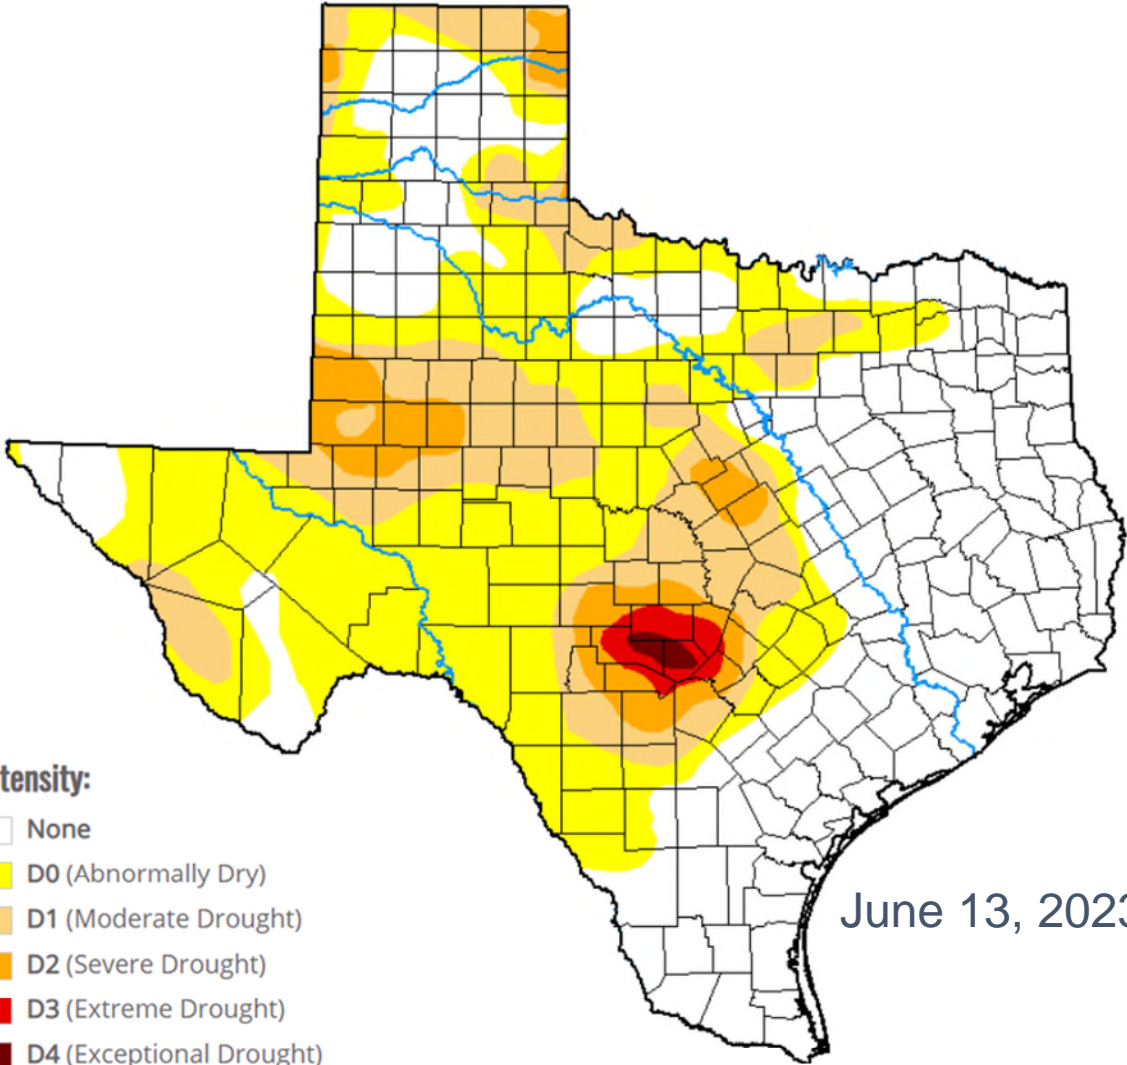 tensity:
None
D0 (Abnormally Dry)
D1 (Moderate Drought)
D2 (Severe Drought)
D3 (Extreme Drought)
D4 (Exceptional Drought)
June 13, 2023